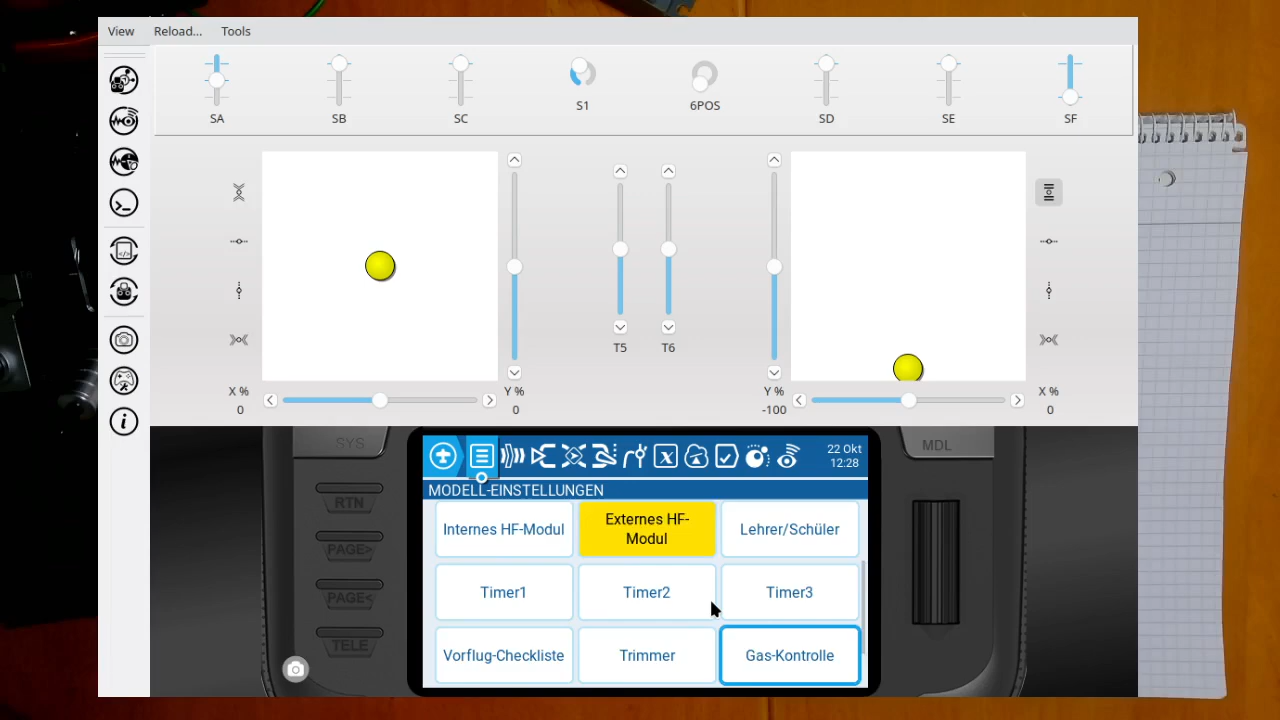 View Reload... Tools
SA SB SC S1 6POS SD SE SF
T5 T6
X % Y % Y % X %
0 0 -100 0
SYS MDL
22 Okt
12:28
MODELL-EINSTELLUNGEN
RTN
Internes HF-Modul Externes HF-
Modul Lehrer/Schüler
PAGE>
PAGE<
Timer1 Timer2 Timer3
TELE
Vorflug-Checkliste Trimmer Gas-Kontrolle